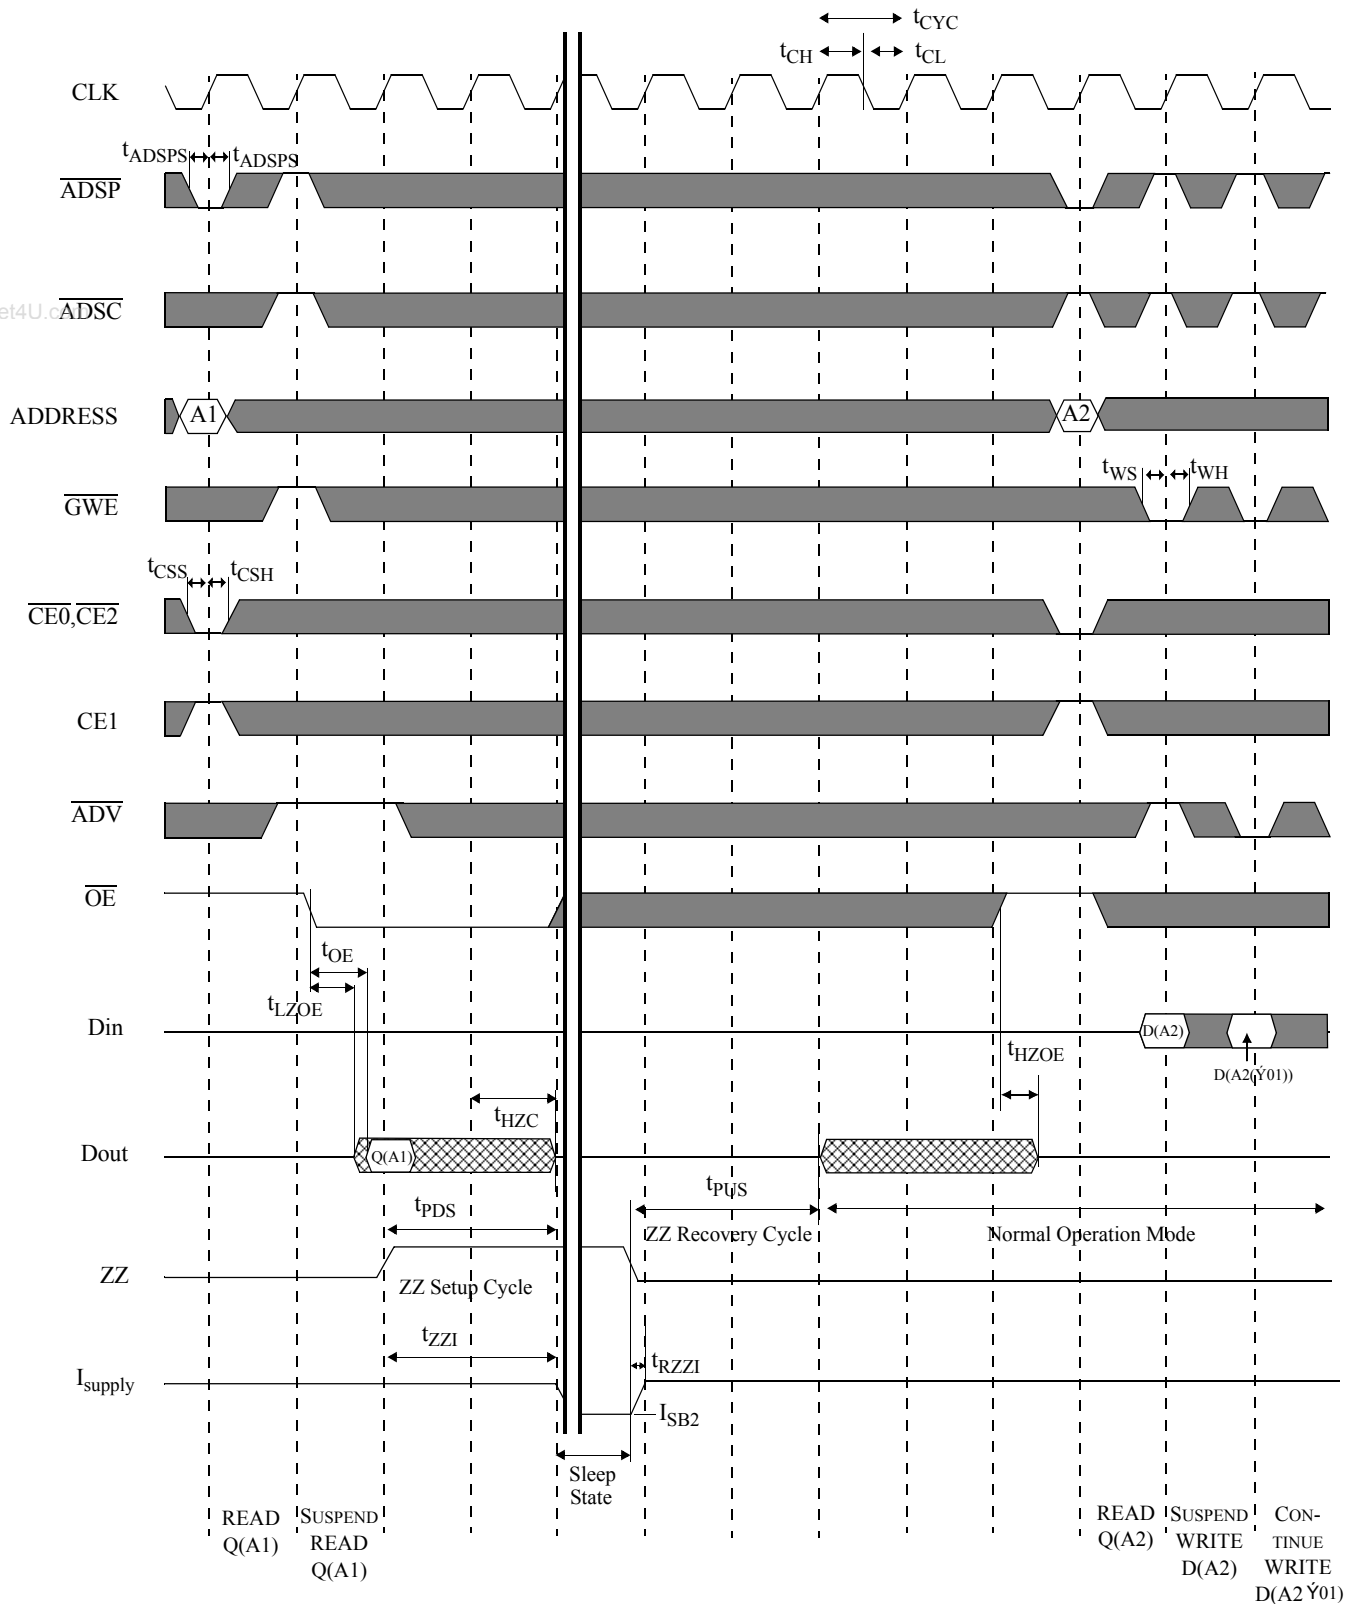 tCYC
tCH
tCL
CLK
tADSPS
tADSPS
ADSP
et4U.com
ADSC
ADDRESS
A1
A2
tWS
tWH
GWE
tCSS
tCSH
CE0,CE2
CE1
ADV
OE
tOE
tLZOE
Din
D(A2)
tHZOE
D(A2(Ý01))
tHZC
Dout
Q(A1)
tPUS
tPDS
ZZ Recovery Cycle
Normal Operation Mode
ZZ
ZZ Setup Cycle
tZZI
tRZZI
Isupply
ISB2
Sleep
State
READ
Q(A1)
SUSPEND
READ
Q(A1)
READ
Q(A2)
SUSPEND
WRITE
D(A2)
CON-
TINUE
WRITE
D(A2 Ý01)